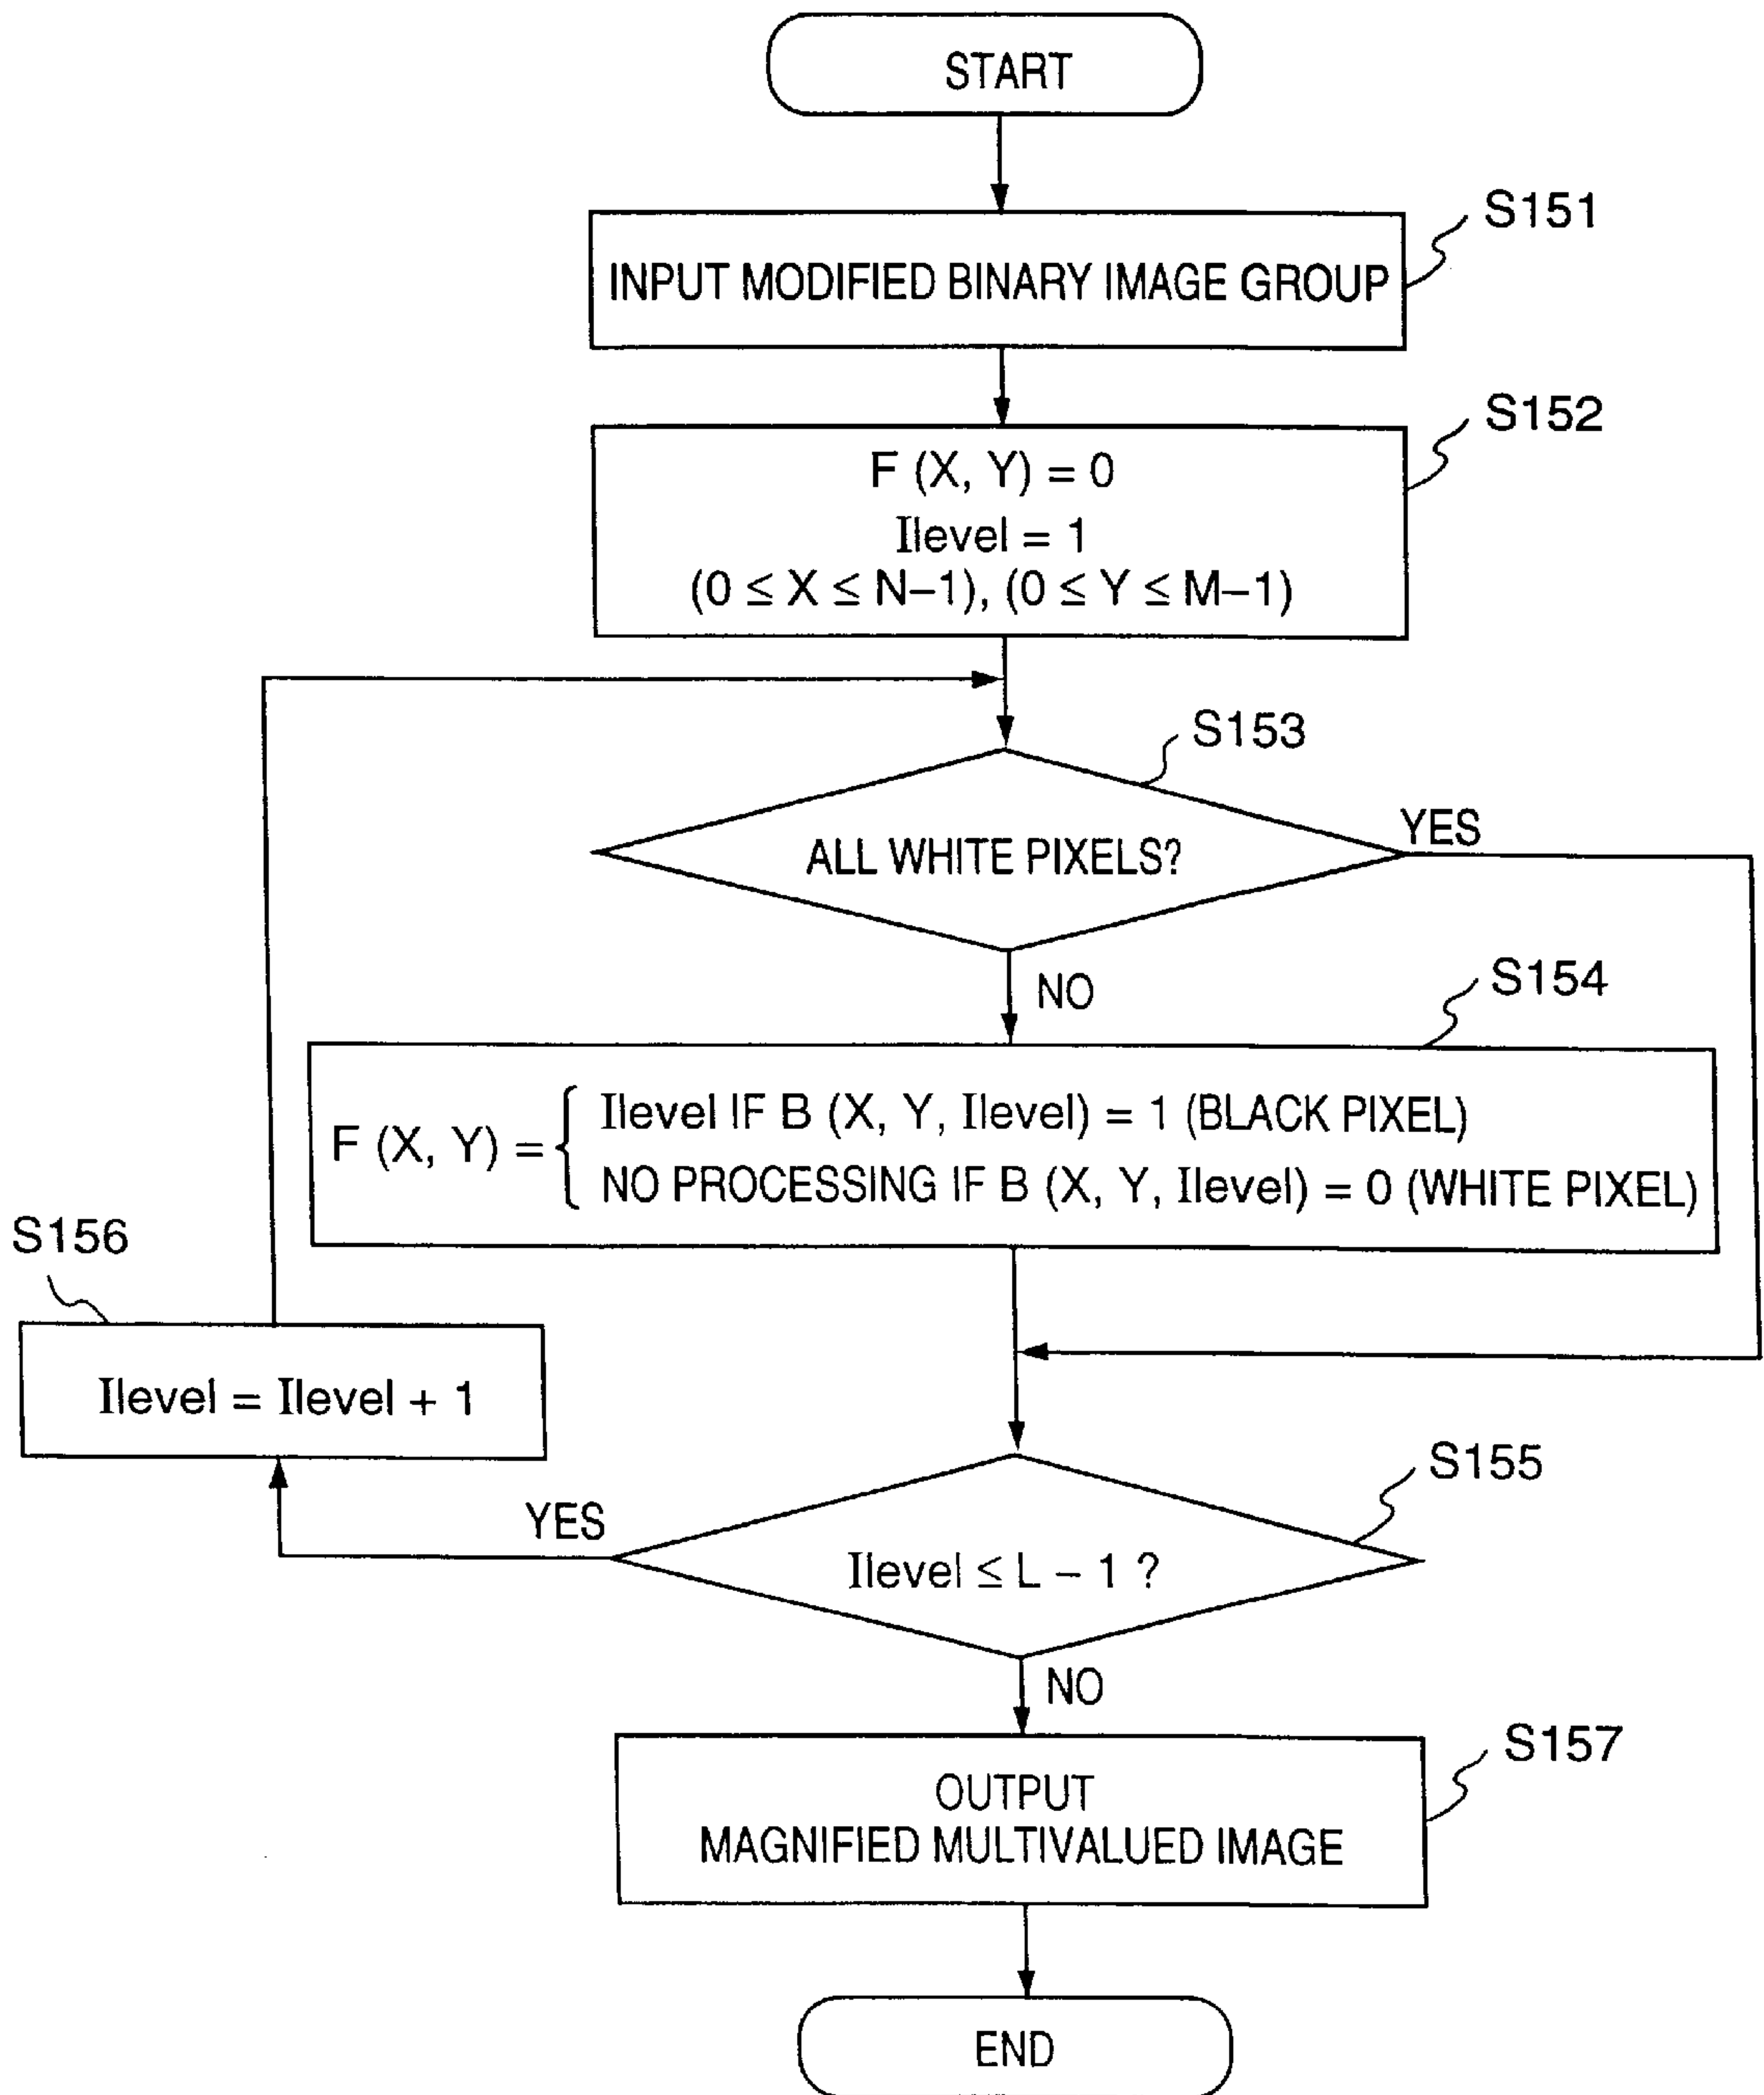 START
S151
INPUT MODIFIED BINARY IMAGE GROUP
S152
F (X, Y) = 0
Ilevel = 1
(0 ≤ X ≤ N–1), (0 ≤ Y ≤ M–1)
S153
ALL WHITE PIXELS?
YES
NO
S154
F (X, Y) = { Ilevel IF B (X, Y, Ilevel) = 1 (BLACK PIXEL)
NO PROCESSING IF B (X, Y, Ilevel) = 0 (WHITE PIXEL)
S156
Ilevel = Ilevel + 1
S155
YES
Ilevel ≤ L – 1 ?
NO
S157
OUTPUT
MAGNIFIED MULTIVALUED IMAGE
END